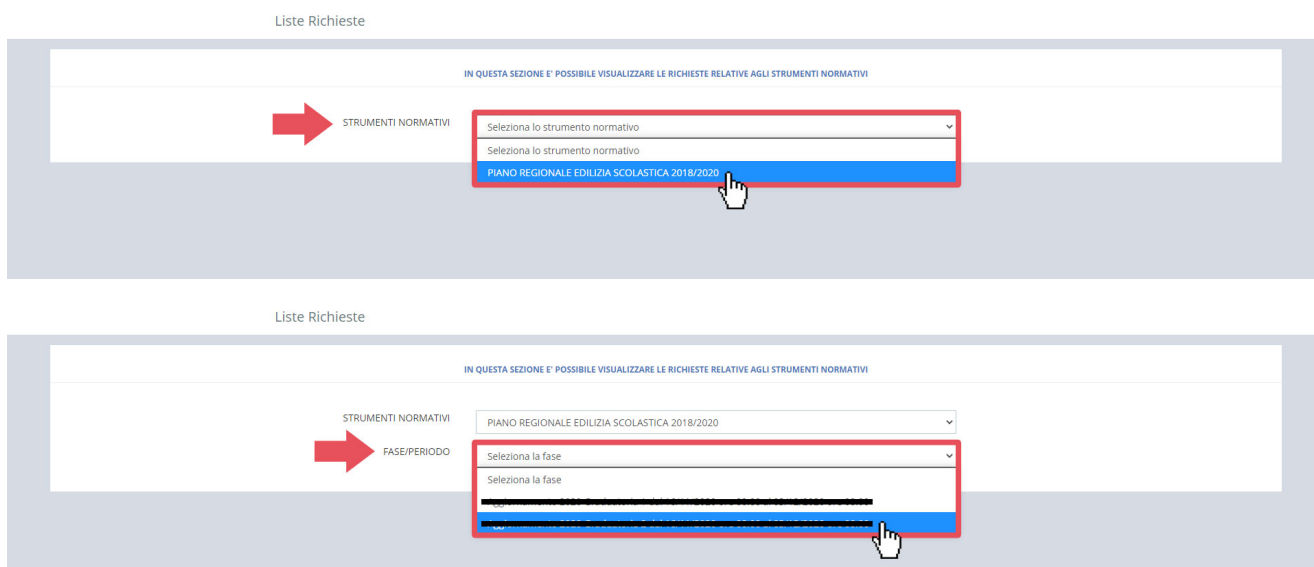 Liste Richieste
IN QUESTA SEZIONE E' POSSIBILE VISUALIZZARE LE RICHIESTE RELATIVE AGLI STRUMENTI NORMATIVI
STRUMENTI NORMATIVI
Seleziona lo strumento normativo
Seleziona lo strumento normativo
PIANO REGIONALE EDILIZIA SCOLASTICA 2018/2020
Liste Richieste
IN QUESTA SEZIONE E' POSSIBILE VISUALIZZARE LE RICHIESTE RELATIVE AGLI STRUMENTI NORMATIVI
STRUMENTI NORMATIVI
PIANO REGIONALE EDILIZIA SCOLASTICA 2018/2020
FASE/PERIODO
Seleziona la fase
Seleziona la fase